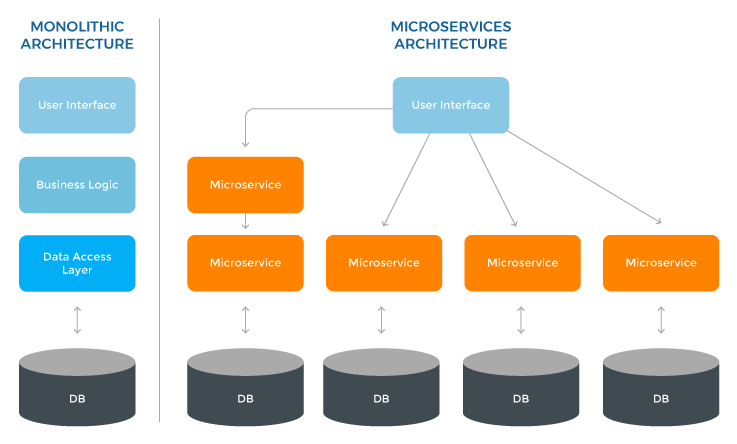 MONOLITHIC
ARCHITECTURE
User Interface
Business Logic
Data Access
Layer
DB
MICROSERVICES
ARCHITECTURE
User Interface
Microservice
Microservice
Microservice
Microservice
Microservice
DB
DB
DB
DB